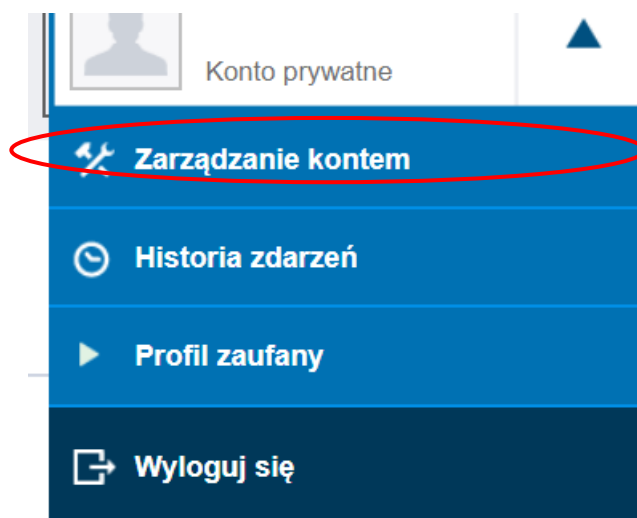 Konto prywatne
Zarządzanie kontem
Historia zdarzeń
Profil zaufany
Wyloguj się